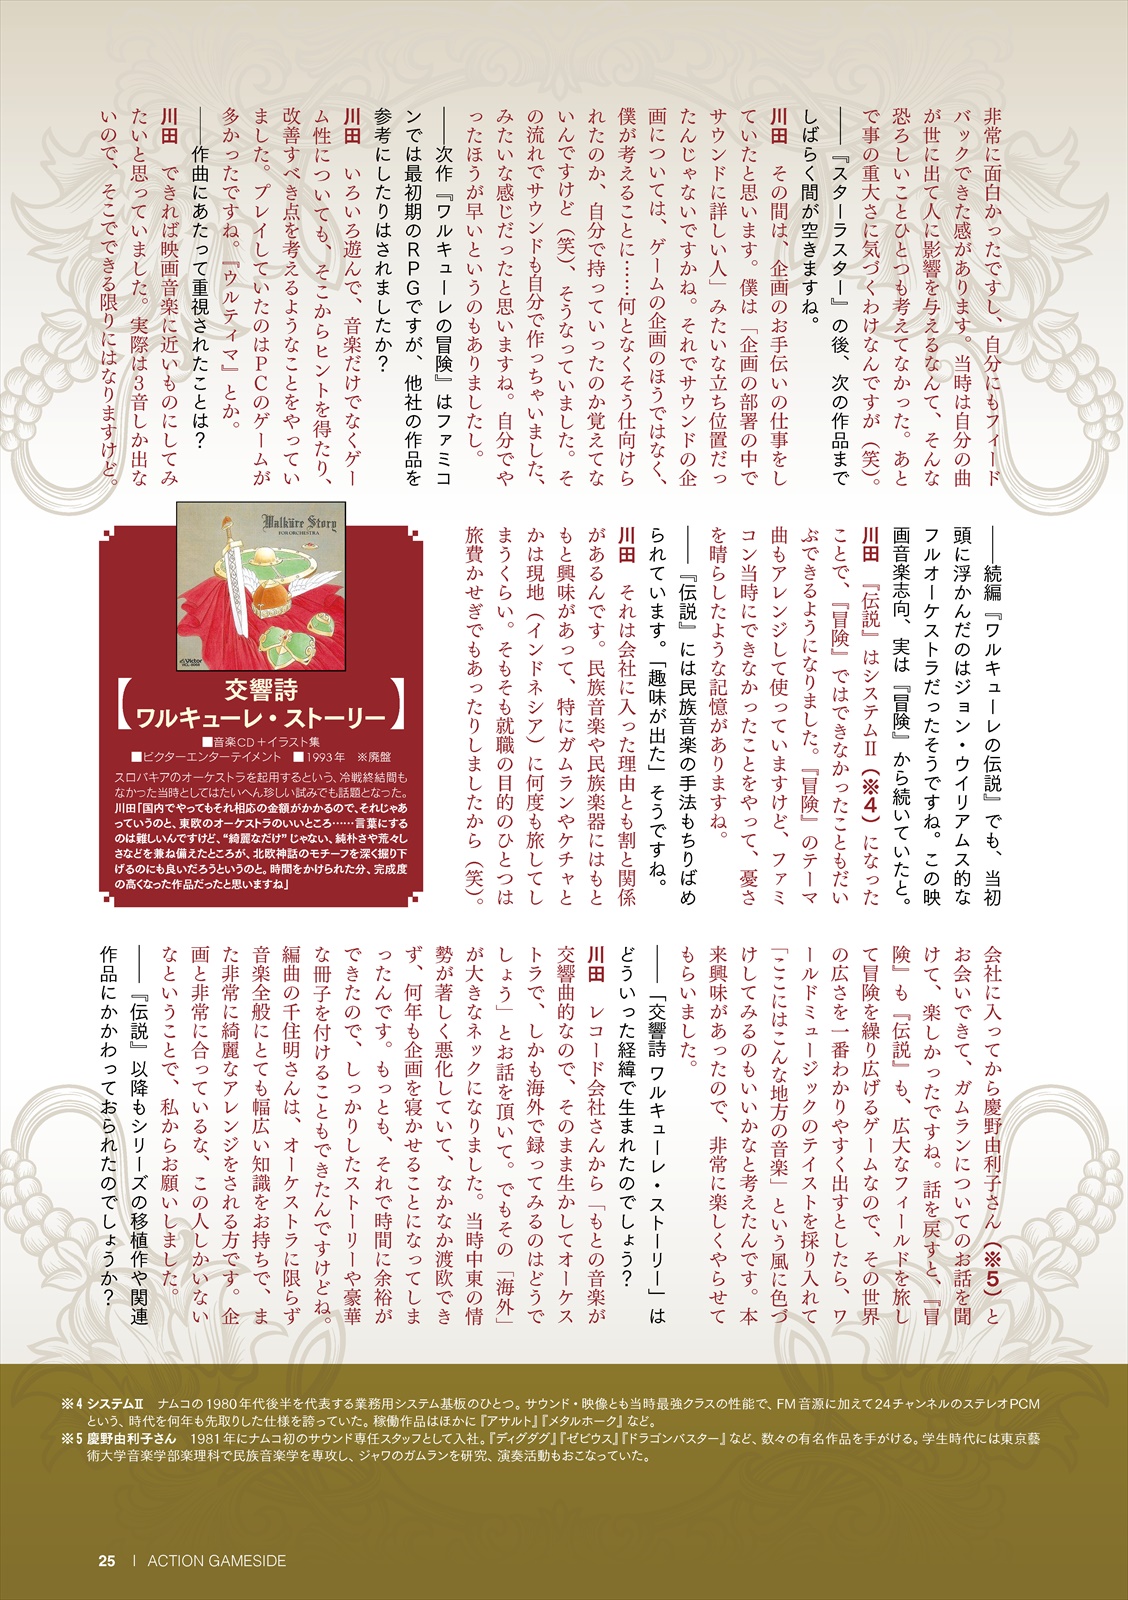 非常に面白かったですし、自分にもフィード
バックできた感があります。当時は自分の曲
が世に出て人に影響を与えるなんて、そんな
恐ろしいことひとつも考えてなかった。あと
で事の重大さに気づくわけなんですが（笑）。
――『スターラスター』の後、次の作品まで
しばらく間が空きますね。
川田　その間は、企画のお手伝いの仕事をし
ていたと思います。僕は「企画の部署の中で
サウンドに詳しい人」みたいな立ち位置だっ
たんじゃないですかね。それでサウンドの企
画については、ゲームの企画のほうではなく、
僕が考えることに……何となくそう仕向けら
れたのか、自分で持っていったのか覚えてな
いんですけど（笑）、そうなっていました。そ
の流れでサウンドも自分で作っちゃいました、
みたいな感じだったと思いますね。自分でや
ったほうが早いというのもありましたし。
――次作『ワルキューレの冒険』はファミコ
ンでは最初期のRPGですが、他社の作品を
参考にしたりはされましたか？
川田　いろいろ遊んで、音楽だけでなくゲー
ム性についても、そこからヒントを得たり、
改善すべき点を考えるようなことをやってい
ました。プレイしていたのはPCのゲームが
多かったですね。『ウルティマ』とか。
――作曲にあたって重視されたことは？
川田　できれば映画音楽に近いものにしてみ
たいと思っていました。実際は3音しか出な
いので、そこでできる限りにはなりますけど。
――続編『ワルキューレの伝説』でも、当初
頭に浮かんだのはジョン・ウイリアムス的な
フルオーケストラだったそうですね。この映
画音楽志向、実は『冒険』から続いていたと。
川田　『伝説』はシステムⅡ（※4）になった
ことで、『冒険』ではできなかったこともだい
ぶできるようになりました。『冒険』のテーマ
曲もアレンジして使っていますけど、ファミ
コン当時にできなかったことをやって、憂さ
を晴らしたような記憶がありますね。
――『伝説』には民族音楽の手法もちりばめ
られています。「趣味が出た」そうですね。
川田　それは会社に入った理由とも割と関係
があるんです。民族音楽や民族楽器にはもと
もと興味があって、特にガムランやケチャと
かは現地（インドネシア）に何度も旅してし
まうくらい。そもそも就職の目的のひとつは
旅費かせぎでもあったりしましたから（笑）。
Walküre Story
FOR ORCHESTRA
Victor
【交響詩
ワルキューレ・ストーリー】
■音楽CD＋イラスト集
■ビクターエンターテイメント　■1993年　※廃盤
スロバキアのオーケストラを起用するという、冷戦終結間も
なかった当時としてはたいへん珍しい試みでも話題となった。
川田「国内でやってもそれ相応の金額がかかるので、それじゃあ
っていうのと、東欧のオーケストラのいいところ……言葉にする
のは難しいんですけど、“綺麗なだけ”じゃない、純朴さや荒々し
さなどを兼ね備えたところが、北欧神話のモチーフを深く掘り下
げるのにも良いだろうというのと。時間をかけられた分、完成度
の高くなった作品だったと思いますね」
会社に入ってから慶野由利子さん（※5）と
お会いできて、ガムランについてのお話を聞
けて、楽しかったですね。話を戻すと、『冒
険』も『伝説』も、広大なフィールドを旅し
て冒険を繰り広げるゲームなので、その世界
の広さを一番わかりやすく出すとしたら、ワ
ールドミュージックのテイストを採り入れて
「ここにはこんな地方の音楽」という風に色づ
けしてみるのもいいかなと考えたんです。本
来興味があったので、非常に楽しくやらせて
もらいました。
――「交響詩 ワルキューレ・ストーリー」は
どういった経緯で生まれたのでしょう？
川田　レコード会社さんから「もとの音楽が
交響曲的なので、そのまま生かしてオーケス
トラで、しかも海外で録ってみるのはどうで
しょう」とお話を頂いて。でもその「海外」
が大きなネックになりました。当時中東の情
勢が著しく悪化していて、なかなか渡欧でき
ず、何年も企画を寝かせることになってしま
ったんです。もっとも、それで時間に余裕が
できたので、しっかりしたストーリーや豪華
な冊子を付けることもできたんですけどね。
編曲の千住明さんは、オーケストラに限らず
音楽全般にとても幅広い知識をお持ちで、ま
た非常に綺麗なアレンジをされる方です。企
画と非常に合っているな、この人しかいない
なということで、私からお願いしました。
――『伝説』以降もシリーズの移植作や関連
作品にかかわっておられたのでしょうか？
※4 システムⅡ　ナムコの1980年代後半を代表する業務用システム基板のひとつ。サウンド・映像とも当時最強クラスの性能で、FM音源に加えて24チャンネルのステレオPCM
という、時代を何年も先取りした仕様を誇っていた。稼働作品はほかに『アサルト』『メタルホーク』など。
※5 慶野由利子さん　1981年にナムコ初のサウンド専任スタッフとして入社。『ディグダグ』『ゼビウス』『ドラゴンバスター』など、数々の有名作品を手がける。学生時代には東京藝
術大学音楽学部楽理科で民族音楽学を専攻し、ジャワのガムランを研究、演奏活動もおこなっていた。
25　|　ACTION GAMESIDE